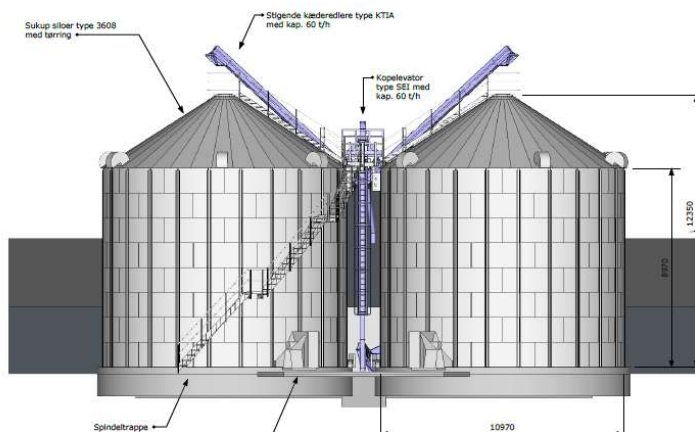 Sukup siloer type 3608
med tørring
Stigende kæderedlere type KTIA
med kap. 60 t/h
Kopelevator
type SEI med
kap. 60 t/h
12350
8970
Spindeltrappe
10970